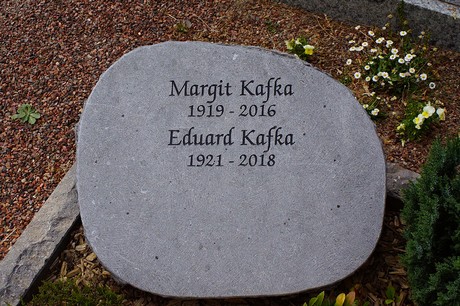 Margit Kafka
1919 - 2016
Eduard Kafka
1921 - 2018